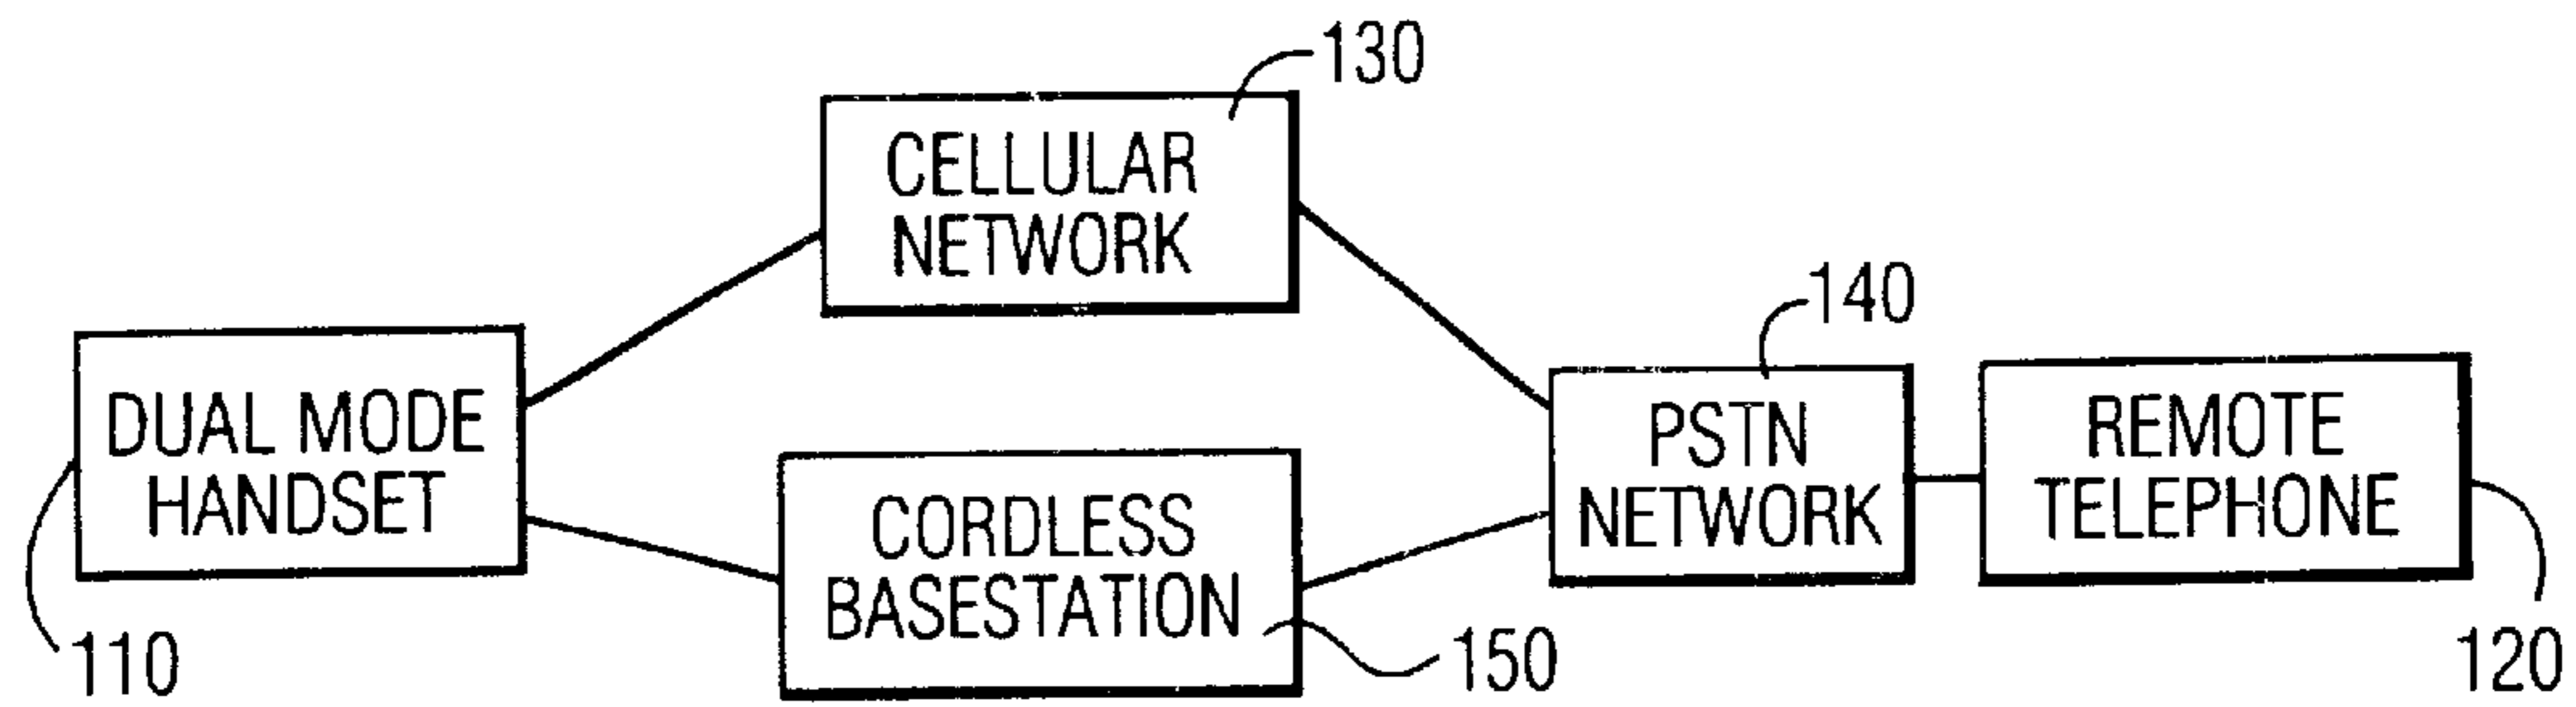 130
CELLULAR
NETWORK
140
DUAL MODE
HANDSET
110
CORDLESS
BASESTATION
150
PSTN
NETWORK
REMOTE
TELEPHONE
120